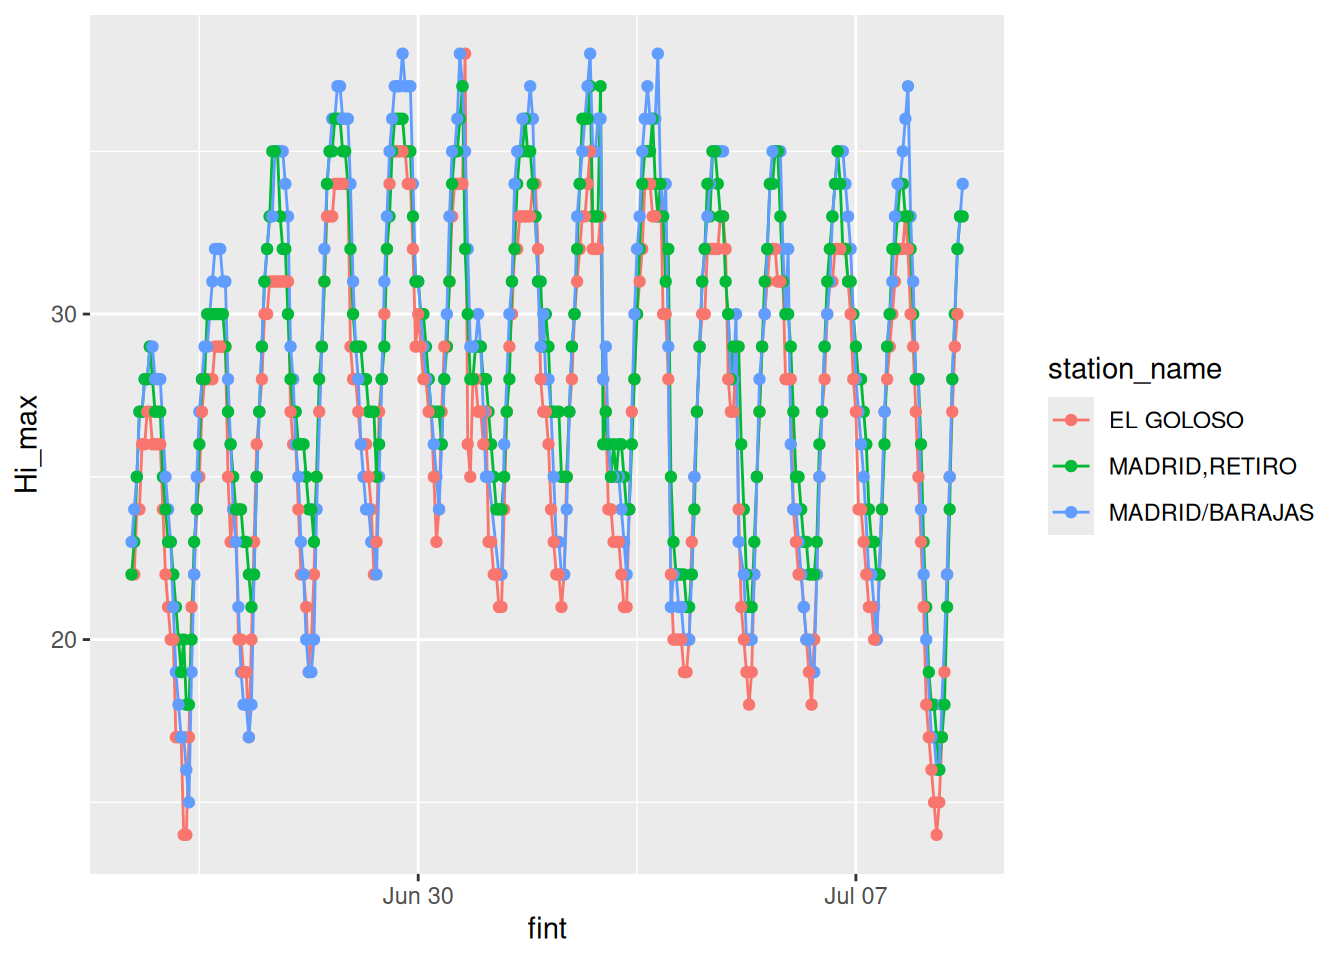 Hi_max
30
20
Jun 30
Jul 07
fint
station_name
EL GOLOSO
MADRID,RETIRO
MADRID/BARAJAS